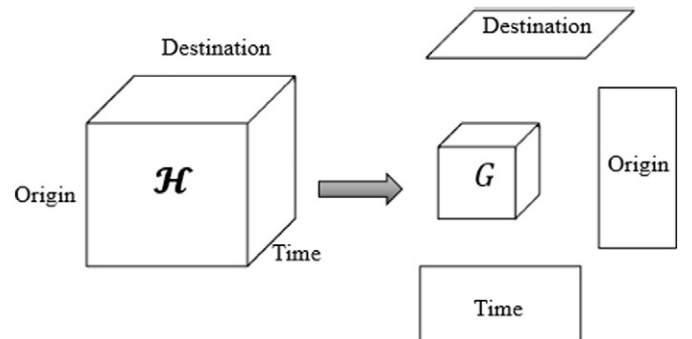 Destination
Origin
ℋ
Time
Destination
G
Origin
Time